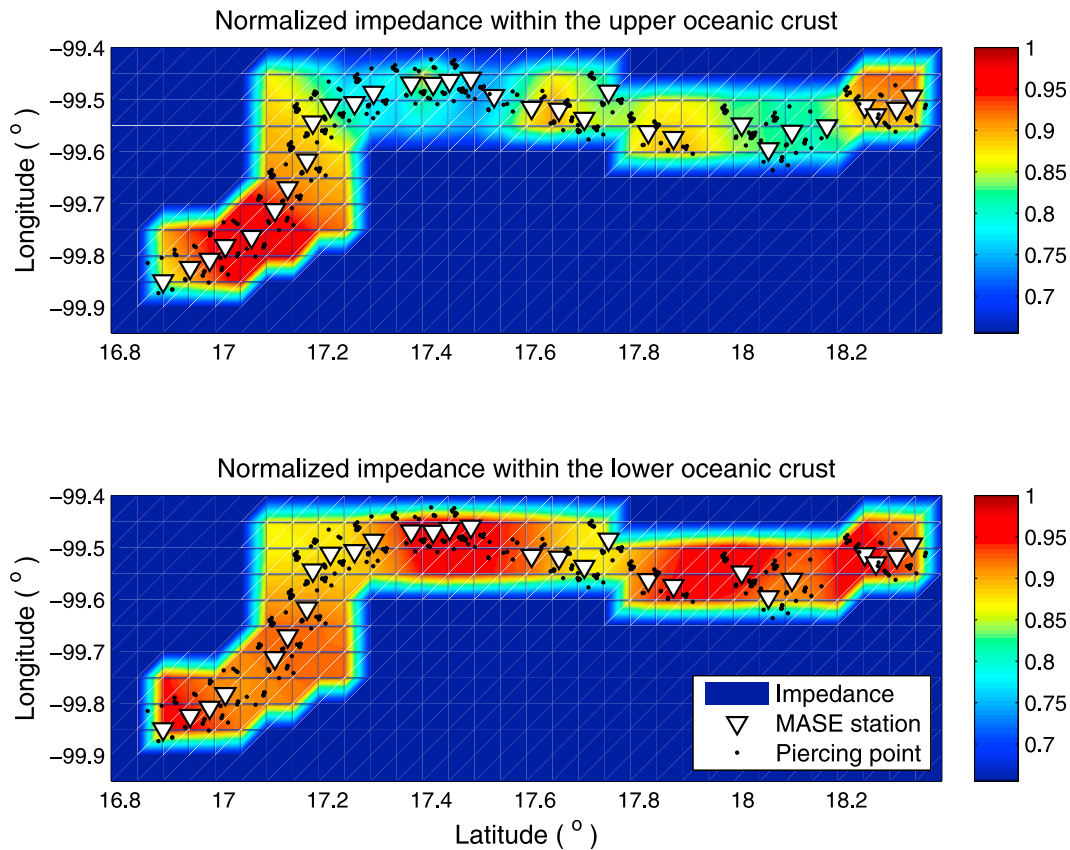 Normalized impedance within the upper oceanic crust
Longitude ( o )
−99.4
−99.5
−99.6
−99.7
−99.8
−99.9
16.8 17 17.2 17.4 17.6 17.8 18 18.2
1
0.95
0.9
0.85
0.8
0.75
0.7
Normalized impedance within the lower oceanic crust
Longitude ( o )
−99.4
−99.5
−99.6
−99.7
−99.8
−99.9
Impedance
MASE station
Piercing point
16.8 17 17.2 17.4 17.6 17.8 18 18.2
Latitude ( o )
1
0.95
0.9
0.85
0.8
0.75
0.7